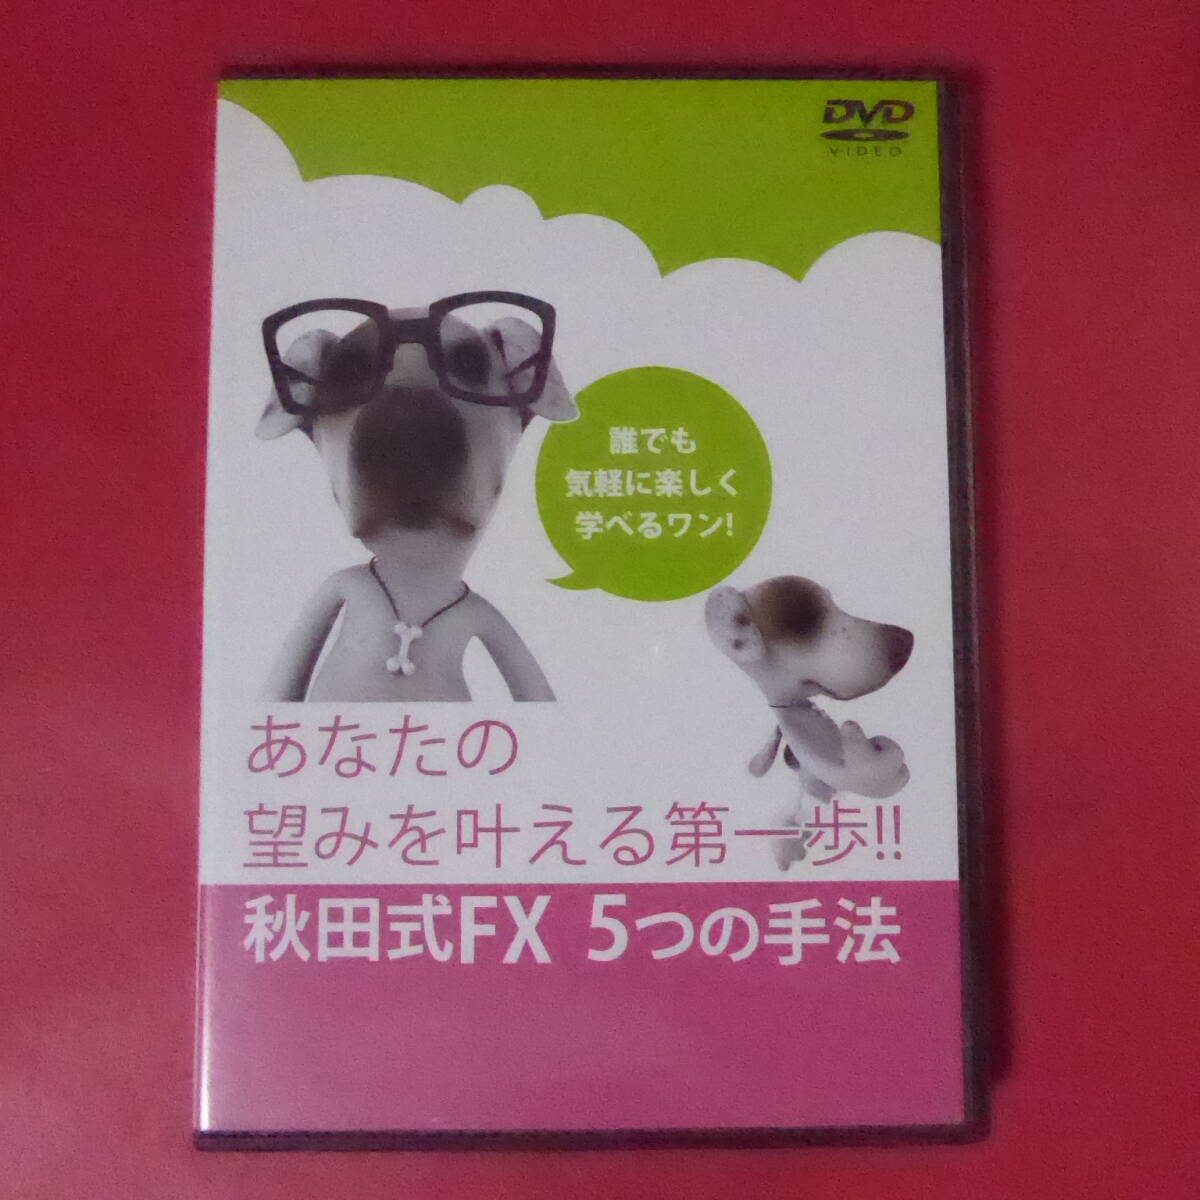 DVD
VIDEO
誰でも
気軽に楽しく
学べるワン!
あなたの
望みを叶える第一歩!!
秋田式FX 5つの手法